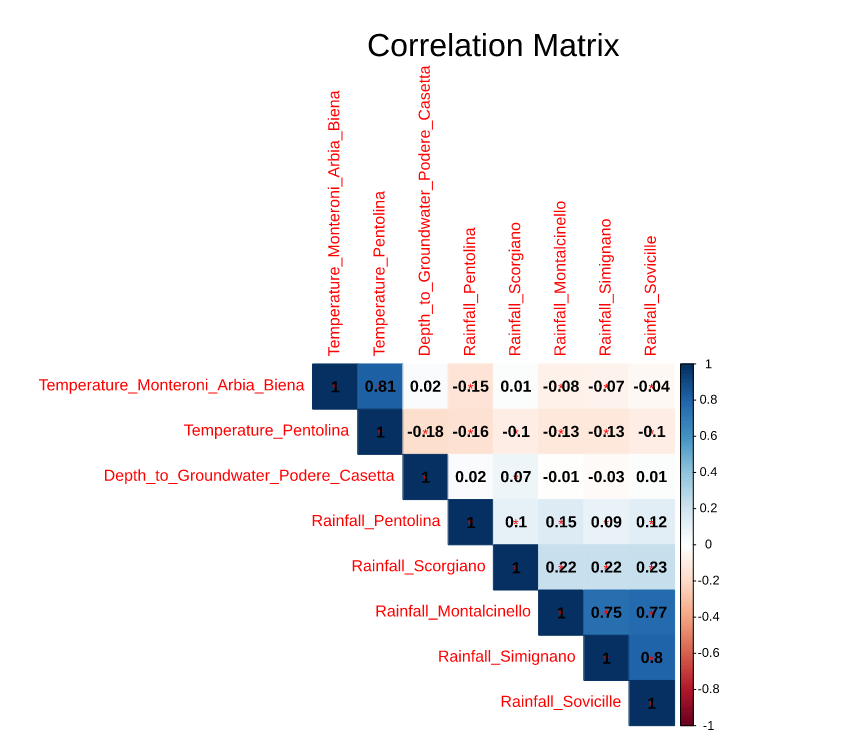 Correlation Matrix
Temperature_Monteroni_Arbia_Biena
Temperature_Pentolina
Depth_to_Groundwater_Podere_Casetta
Rainfall_Pentolina
Rainfall_Scorgiano
Rainfall_Montalcinello
Rainfall_Simignano
Rainfall_Sovicille
Temperature_Monteroni_Arbia_Biena 1 0.81 0.02 -0.15 0.01 -0.08 -0.07 -0.04
Temperature_Pentolina 1 -0.18 -0.16 -0.1 -0.13 -0.13 -0.1
Depth_to_Groundwater_Podere_Casetta 1 0.02 0.07 -0.01 -0.03 0.01
Rainfall_Pentolina 1 0.1 0.15 0.09 0.12
Rainfall_Scorgiano 1 0.22 0.22 0.23
Rainfall_Montalcinello 1 0.75 0.77
Rainfall_Simignano 1 0.8
Rainfall_Sovicille 1
1
0.8
0.6
0.4
0.2
0
-0.2
-0.4
-0.6
-0.8
-1